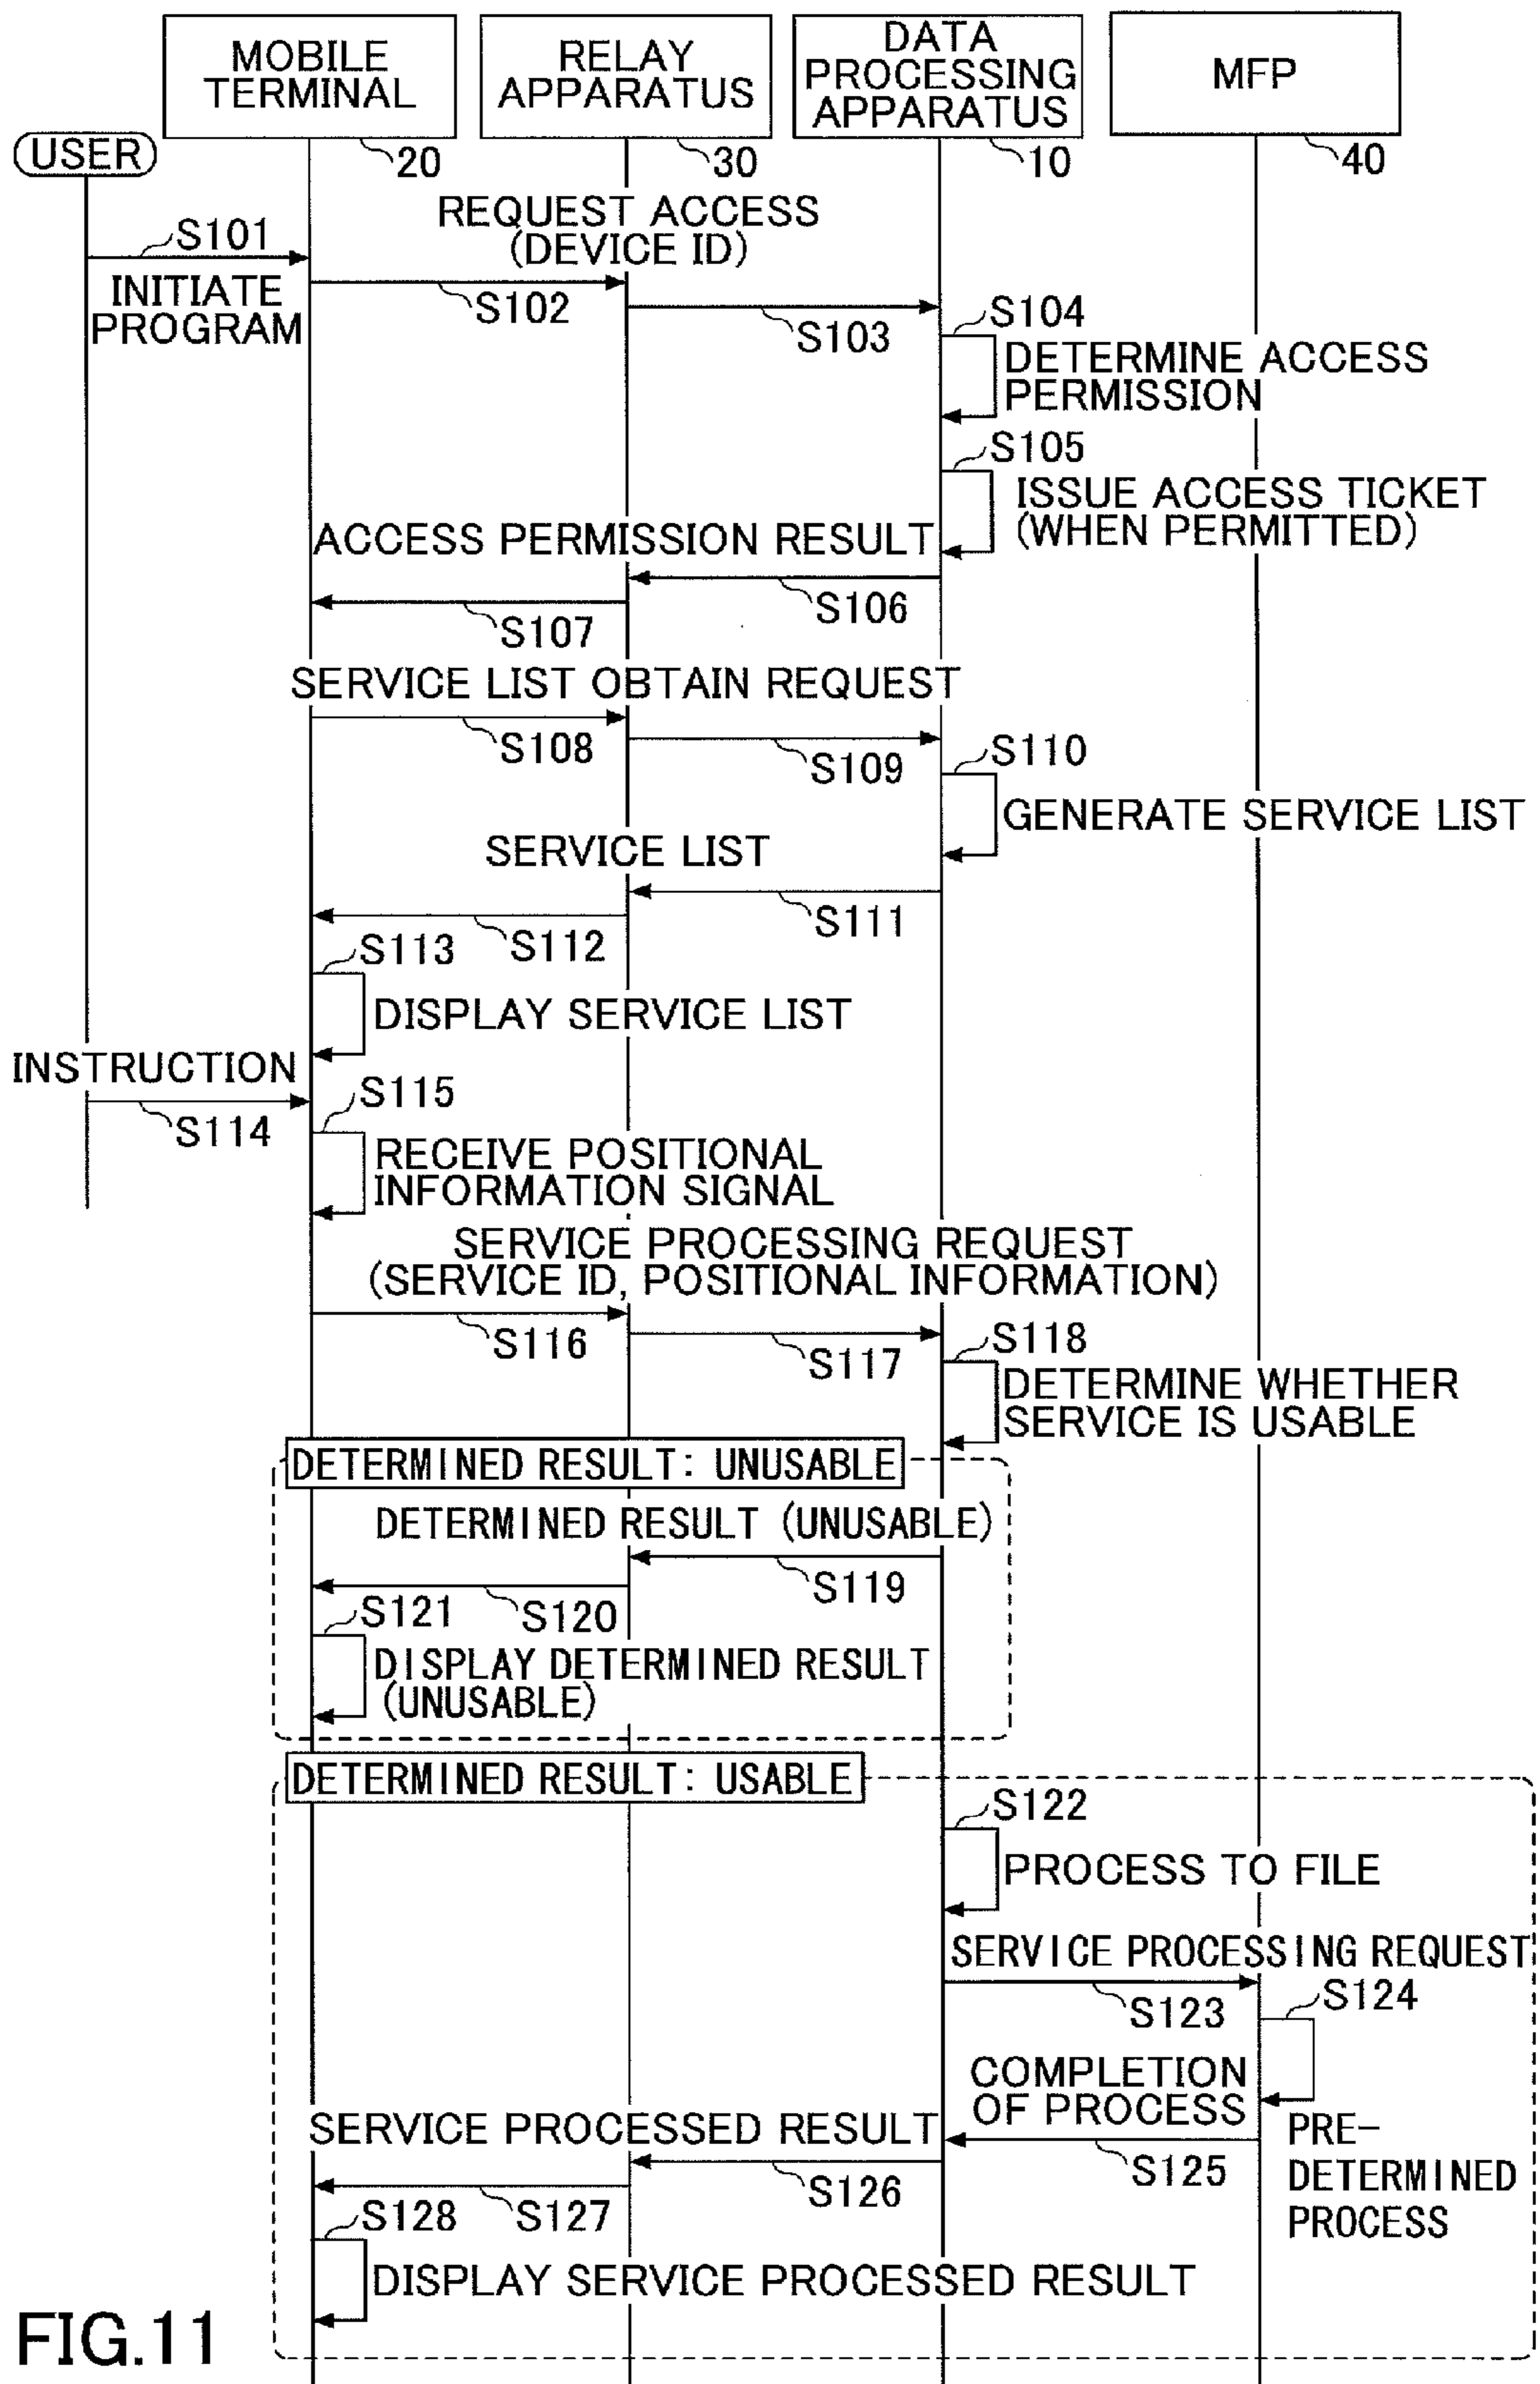 MOBILE
TERMINAL
RELAY
APPARATUS
DATA
PROCESSING
APPARATUS
MFP
USER
20
30
10
40
REQUEST ACCESS
(DEVICE ID)
S101
INITIATE
PROGRAM
S102
S103
S104
DETERMINE ACCESS
PERMISSION
S105
ISSUE ACCESS TICKET
(WHEN PERMITTED)
ACCESS PERMISSION RESULT
S106
S107
SERVICE LIST OBTAIN REQUEST
S108
S109
S110
GENERATE SERVICE LIST
SERVICE LIST
S111
S112
S113
DISPLAY SERVICE LIST
INSTRUCTION
S114
S115
RECEIVE POSITIONAL
INFORMATION SIGNAL
SERVICE PROCESSING REQUEST
(SERVICE ID, POSITIONAL INFORMATION)
S116
S117
S118
DETERMINE WHETHER
SERVICE IS USABLE
DETERMINED RESULT: UNUSABLE
DETERMINED RESULT (UNUSABLE)
S119
S120
S121
DISPLAY DETERMINED RESULT
(UNUSABLE)
DETERMINED RESULT: USABLE
S122
PROCESS TO FILE
SERVICE PROCESSING REQUEST
S123
S124
COMPLETION
OF PROCESS
PRE-
DETERMINED
PROCESS
S125
SERVICE PROCESSED RESULT
S126
S127
S128
DISPLAY SERVICE PROCESSED RESULT
FIG.11